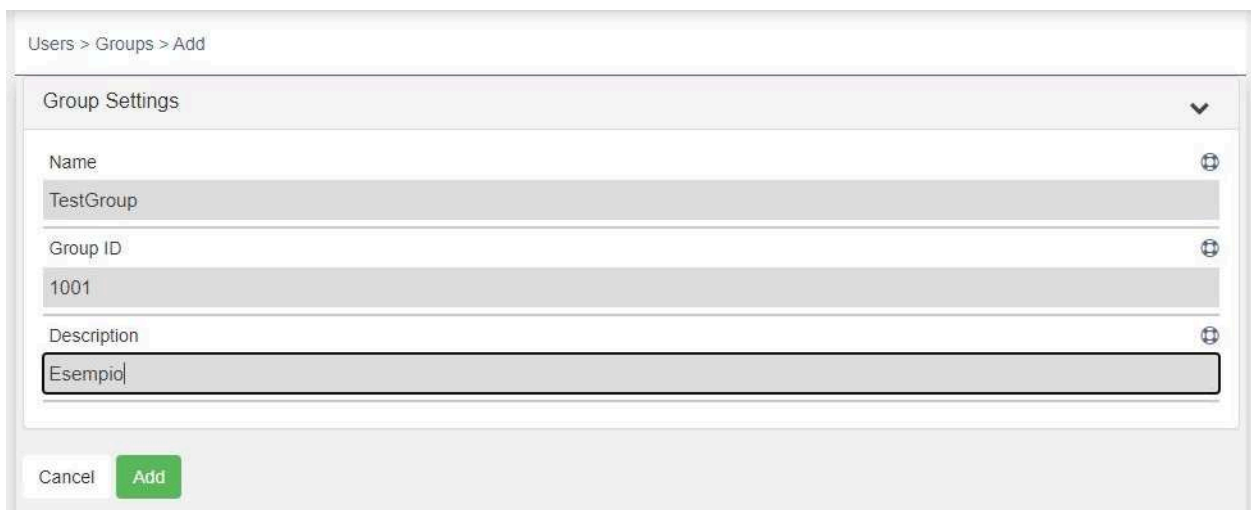 Users > Groups > Add
Group Settings
Name
TestGroup
Group ID
1001
Description
Esempio
Cancel Add